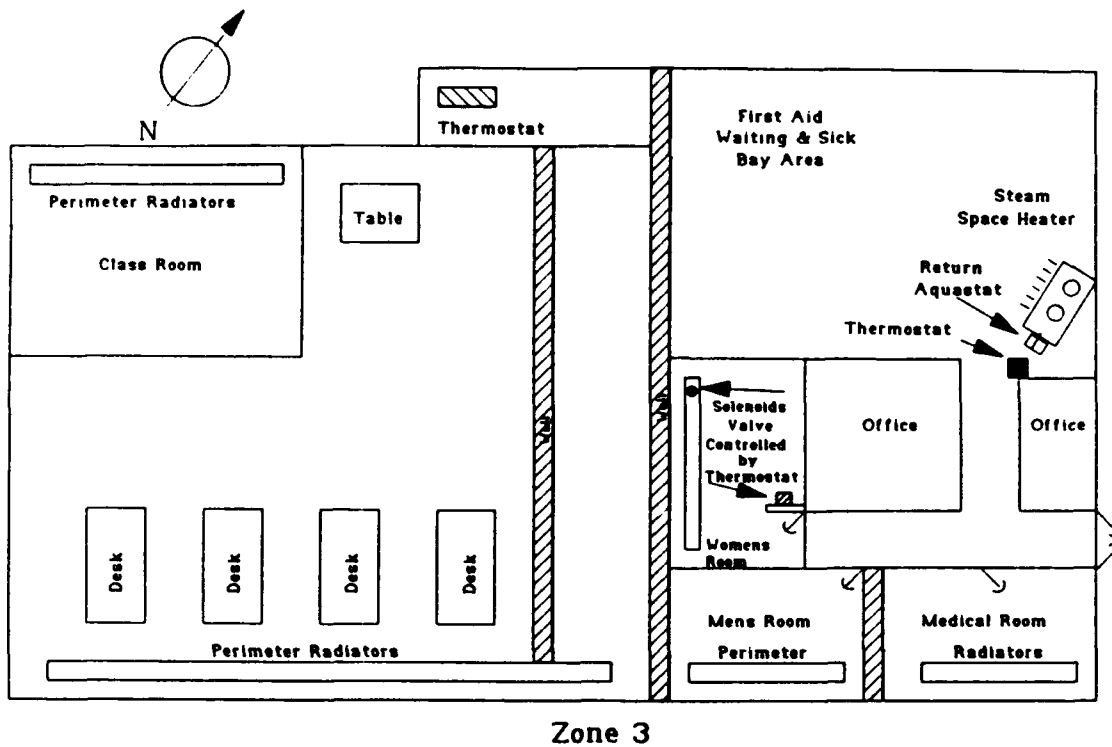 N
Thermostat
First Aid
Waiting & Sick
Bay Area
Perimeter Radiators
Class Room
Table
Steam
Space Heater
Return
Aquastat
Thermostat
Solenoids
Valve
Controlled
by
Thermostat
Office
Office
Wall
Wall
Womens
Room
Desk
Desk
Desk
Desk
Perimeter Radiators
Mens Room
Perimeter
Medical Room
Radiators
Zone 3